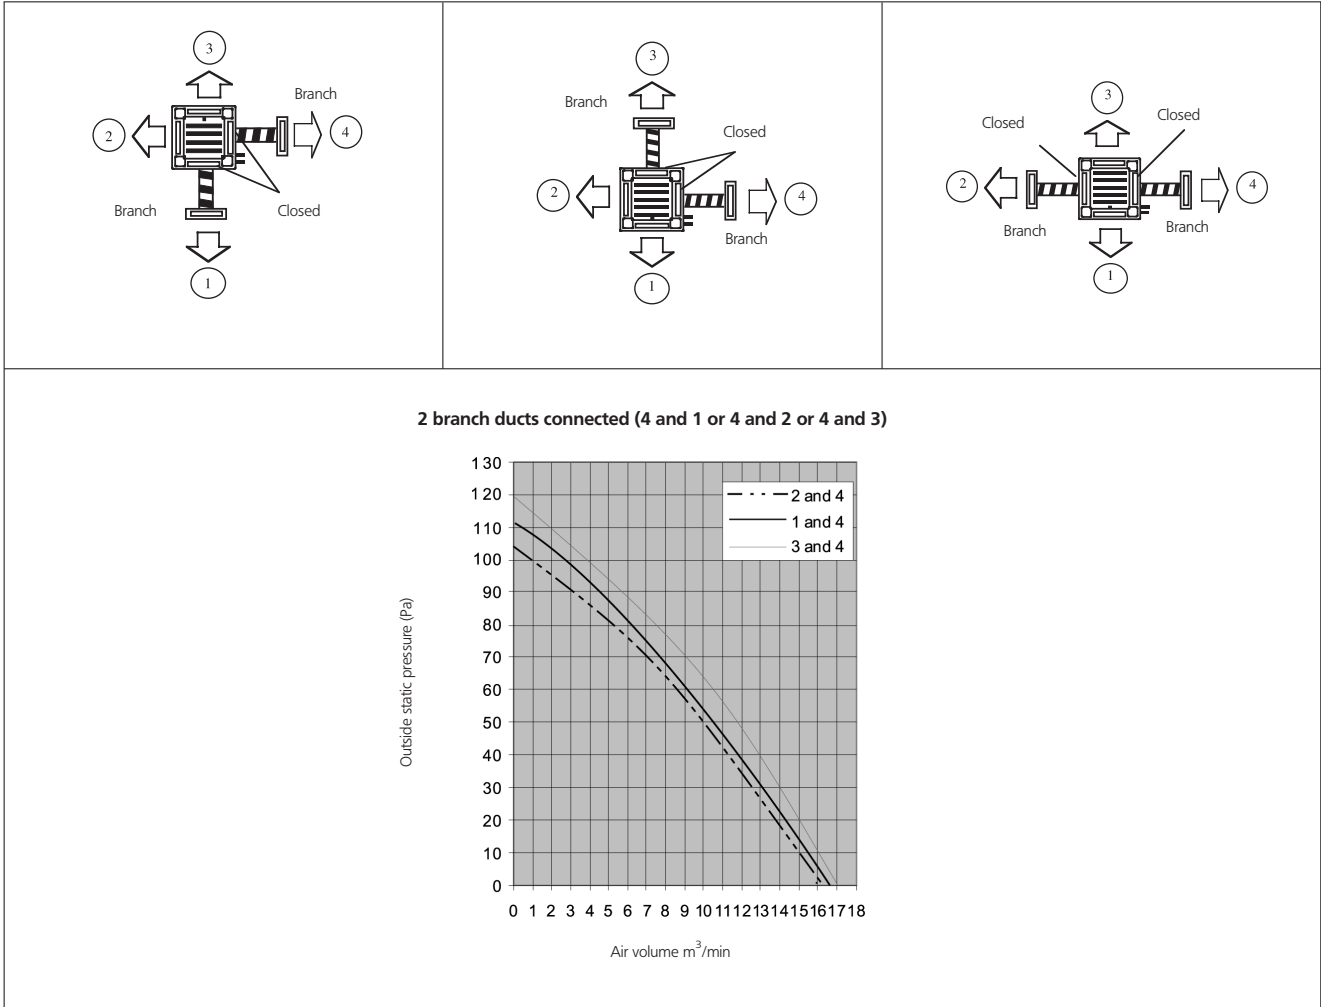 3
Branch
2
4
Branch
Closed
1
3
Branch
Closed
2
4
Branch
1
3
Closed
Closed
2
4
Branch
Branch
1
2 branch ducts connected (4 and 1 or 4 and 2 or 4 and 3)
130
120
110
100
90
80
70
60
50
40
30
20
10
0
2 and 4
1 and 4
3 and 4
Outside static pressure (Pa)
0 1 2 3 4 5 6 7 8 9 10 11 12 13 14 15 16 17 18
Air volume m³/min